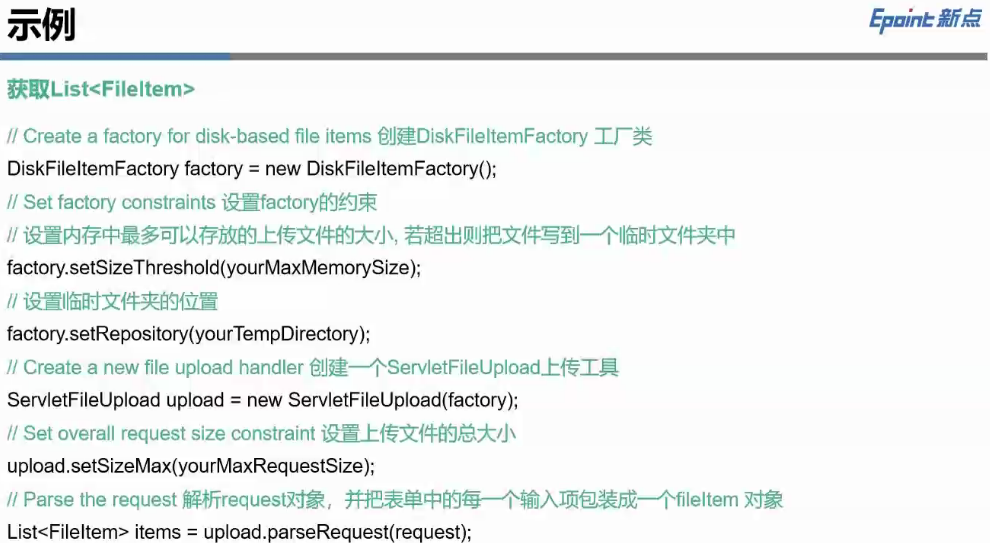 示例
Epoint 新点
获取List<FileItem>
// Create a factory for disk-based file items 创建DiskFileItemFactory 工厂类
DiskFileItemFactory factory = new DiskFileItemFactory();
// Set factory constraints 设置factory的约束
// 设置内存中最多可以存放的上传文件的大小, 若超出则把文件写到一个临时文件夹中
factory.setSizeThreshold(yourMaxMemorySize);
// 设置临时文件夹的位置
factory.setRepository(yourTempDirectory);
// Create a new file upload handler 创建一个ServletFileUpload上传工具
ServletFileUpload upload = new ServletFileUpload(factory);
// Set overall request size constraint 设置上传文件的总大小
upload.setSizeMax(yourMaxRequestSize);
// Parse the request 解析request对象，并把表单中的每一个输入项包装成一个fileItem 对象
List<FileItem> items = upload.parseRequest(request);